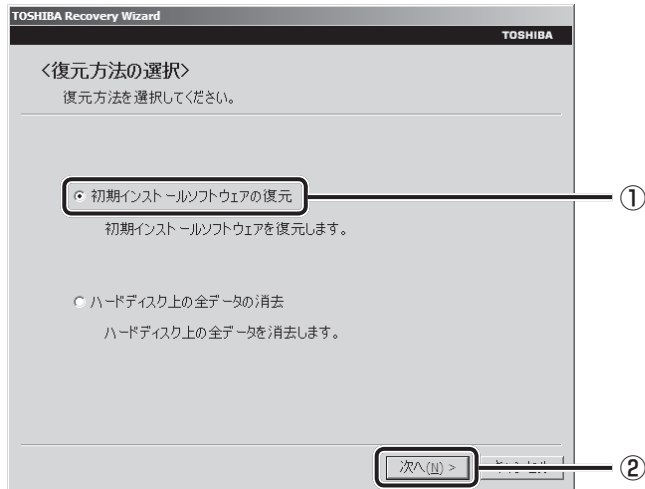 TOSHIBA Recovery Wizard
TOSHIBA
<復元方法の選択>
復元方法を選択してください。
初期インストールソフトウェアの復元
①
初期インストールソフトウェアを復元します。
ハードディスク上の全データの消去
ハードディスク上の全データを消去します。
次へ(N) >
②